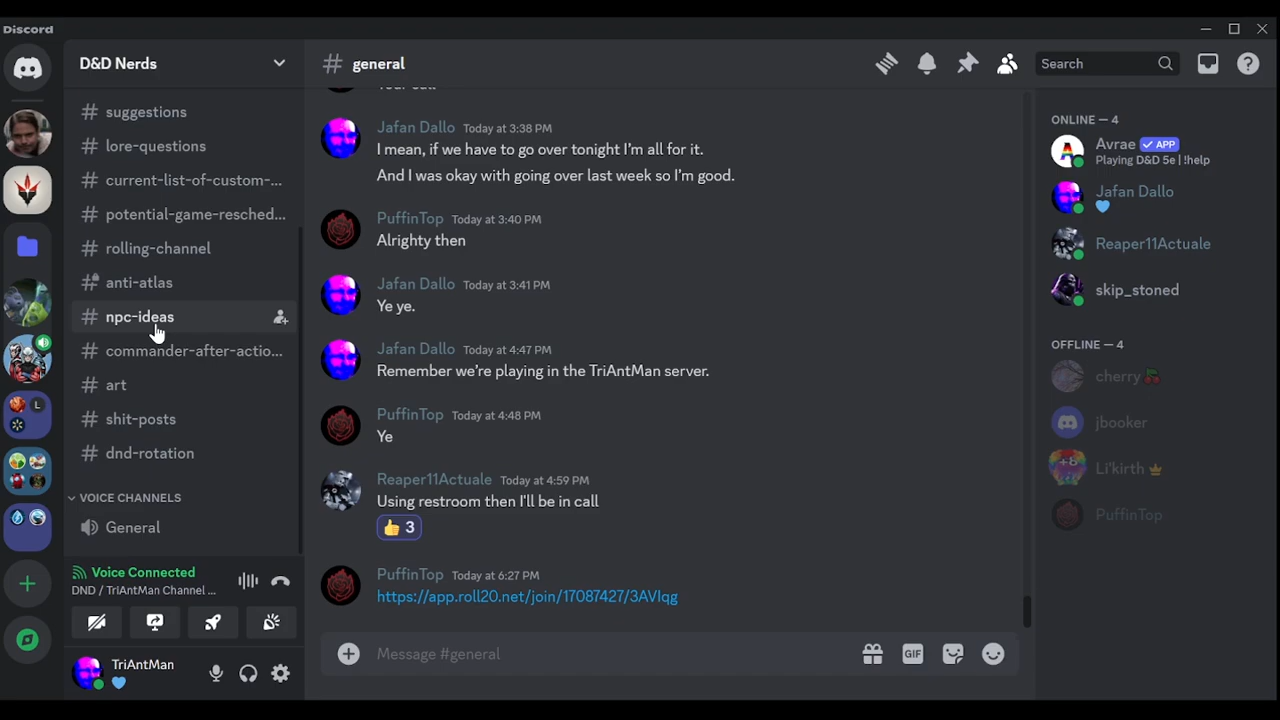 Discord
D&D Nerds
suggestions
lore-questions
current-list-of-custom-...
potential-game-resched...
rolling-channel
anti-atlas
npc-ideas
commander-after-actio...
art
shit-posts
dnd-rotation
VOICE CHANNELS
General
Voice Connected
DND / TriAntMan Channel ...
TriAntMan
# general
Jafan Dallo Today at 3:38 PM
I mean, if we have to go over tonight I'm all for it.
And I was okay with going over last week so I'm good.
PuffinTop Today at 3:40 PM
Alrighty then
Jafan Dallo Today at 3:41 PM
Ye ye.
Jafan Dallo Today at 4:47 PM
Remember we're playing in the TriAntMan server.
PuffinTop Today at 4:48 PM
Ye
Reaper11Actuale Today at 4:59 PM
Using restroom then I'll be in call
👍 3
PuffinTop Today at 6:27 PM
https://app.roll20.net/join/17087427/3AVIqg
Message #general
GIF
Search
ONLINE — 4
Avrae ✓ APP
Playing D&D 5e | !help
Jafan Dallo
Reaper11Actuale
skip_stoned
OFFLINE — 4
cherry🍒
jbooker
Li'kirth
PuffinTop
L